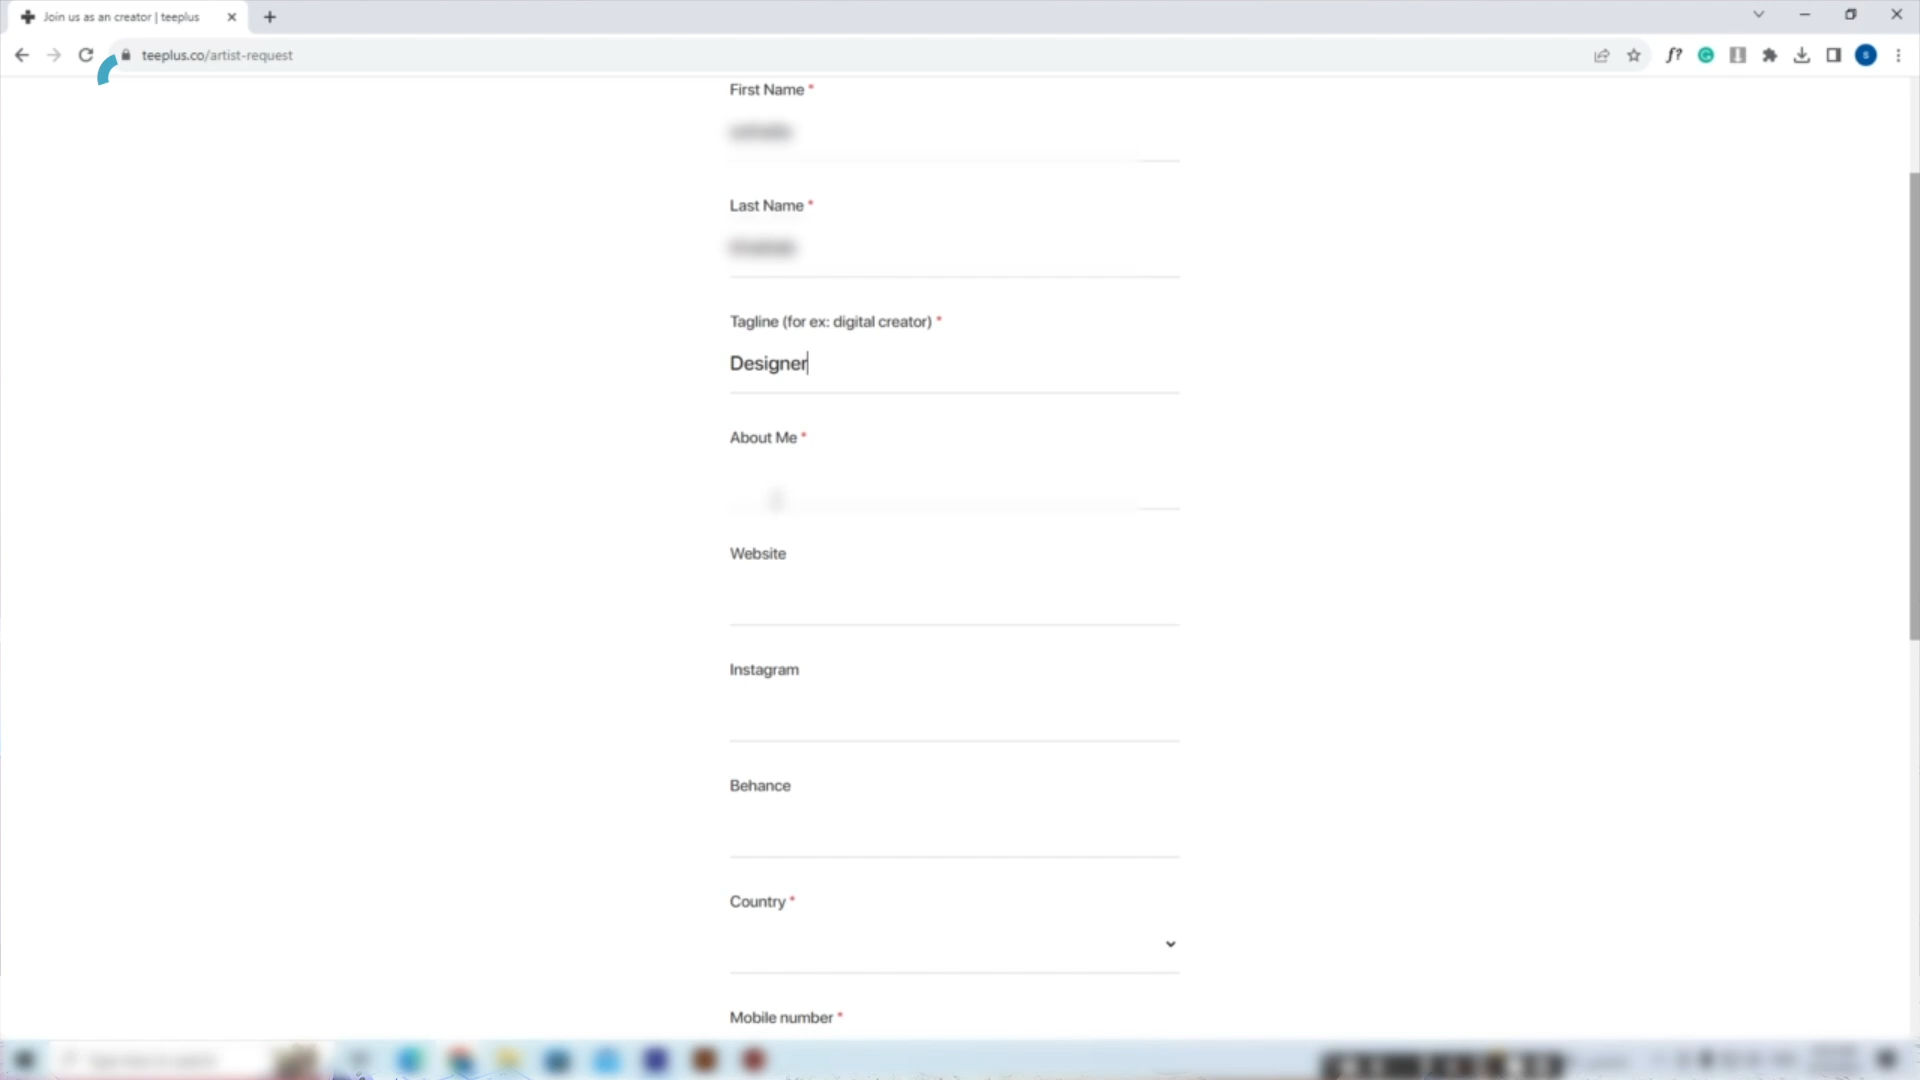 Join us as an creator | teeplus
teeplus.co/artist-request
f?
S
First Name *
Last Name *
Tagline (for ex: digital creator) *
Designer
About Me *
Website
Instagram
Behance
Country *
Mobile number *